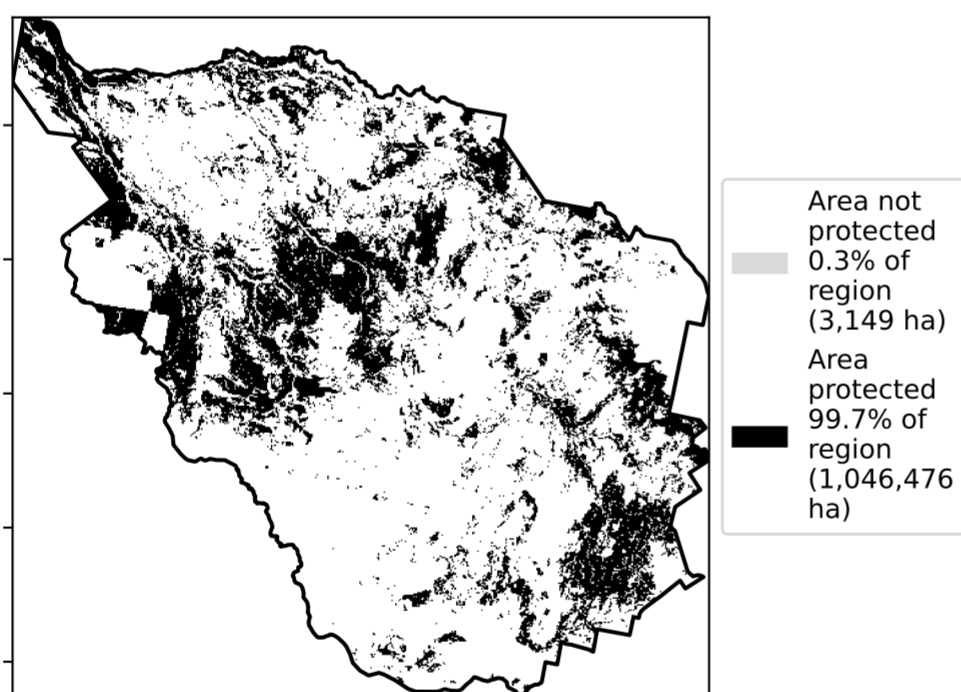 Area not
protected
0.3% of
region
(3,149 ha)
Area
protected
99.7% of
region
(1,046,476
ha)